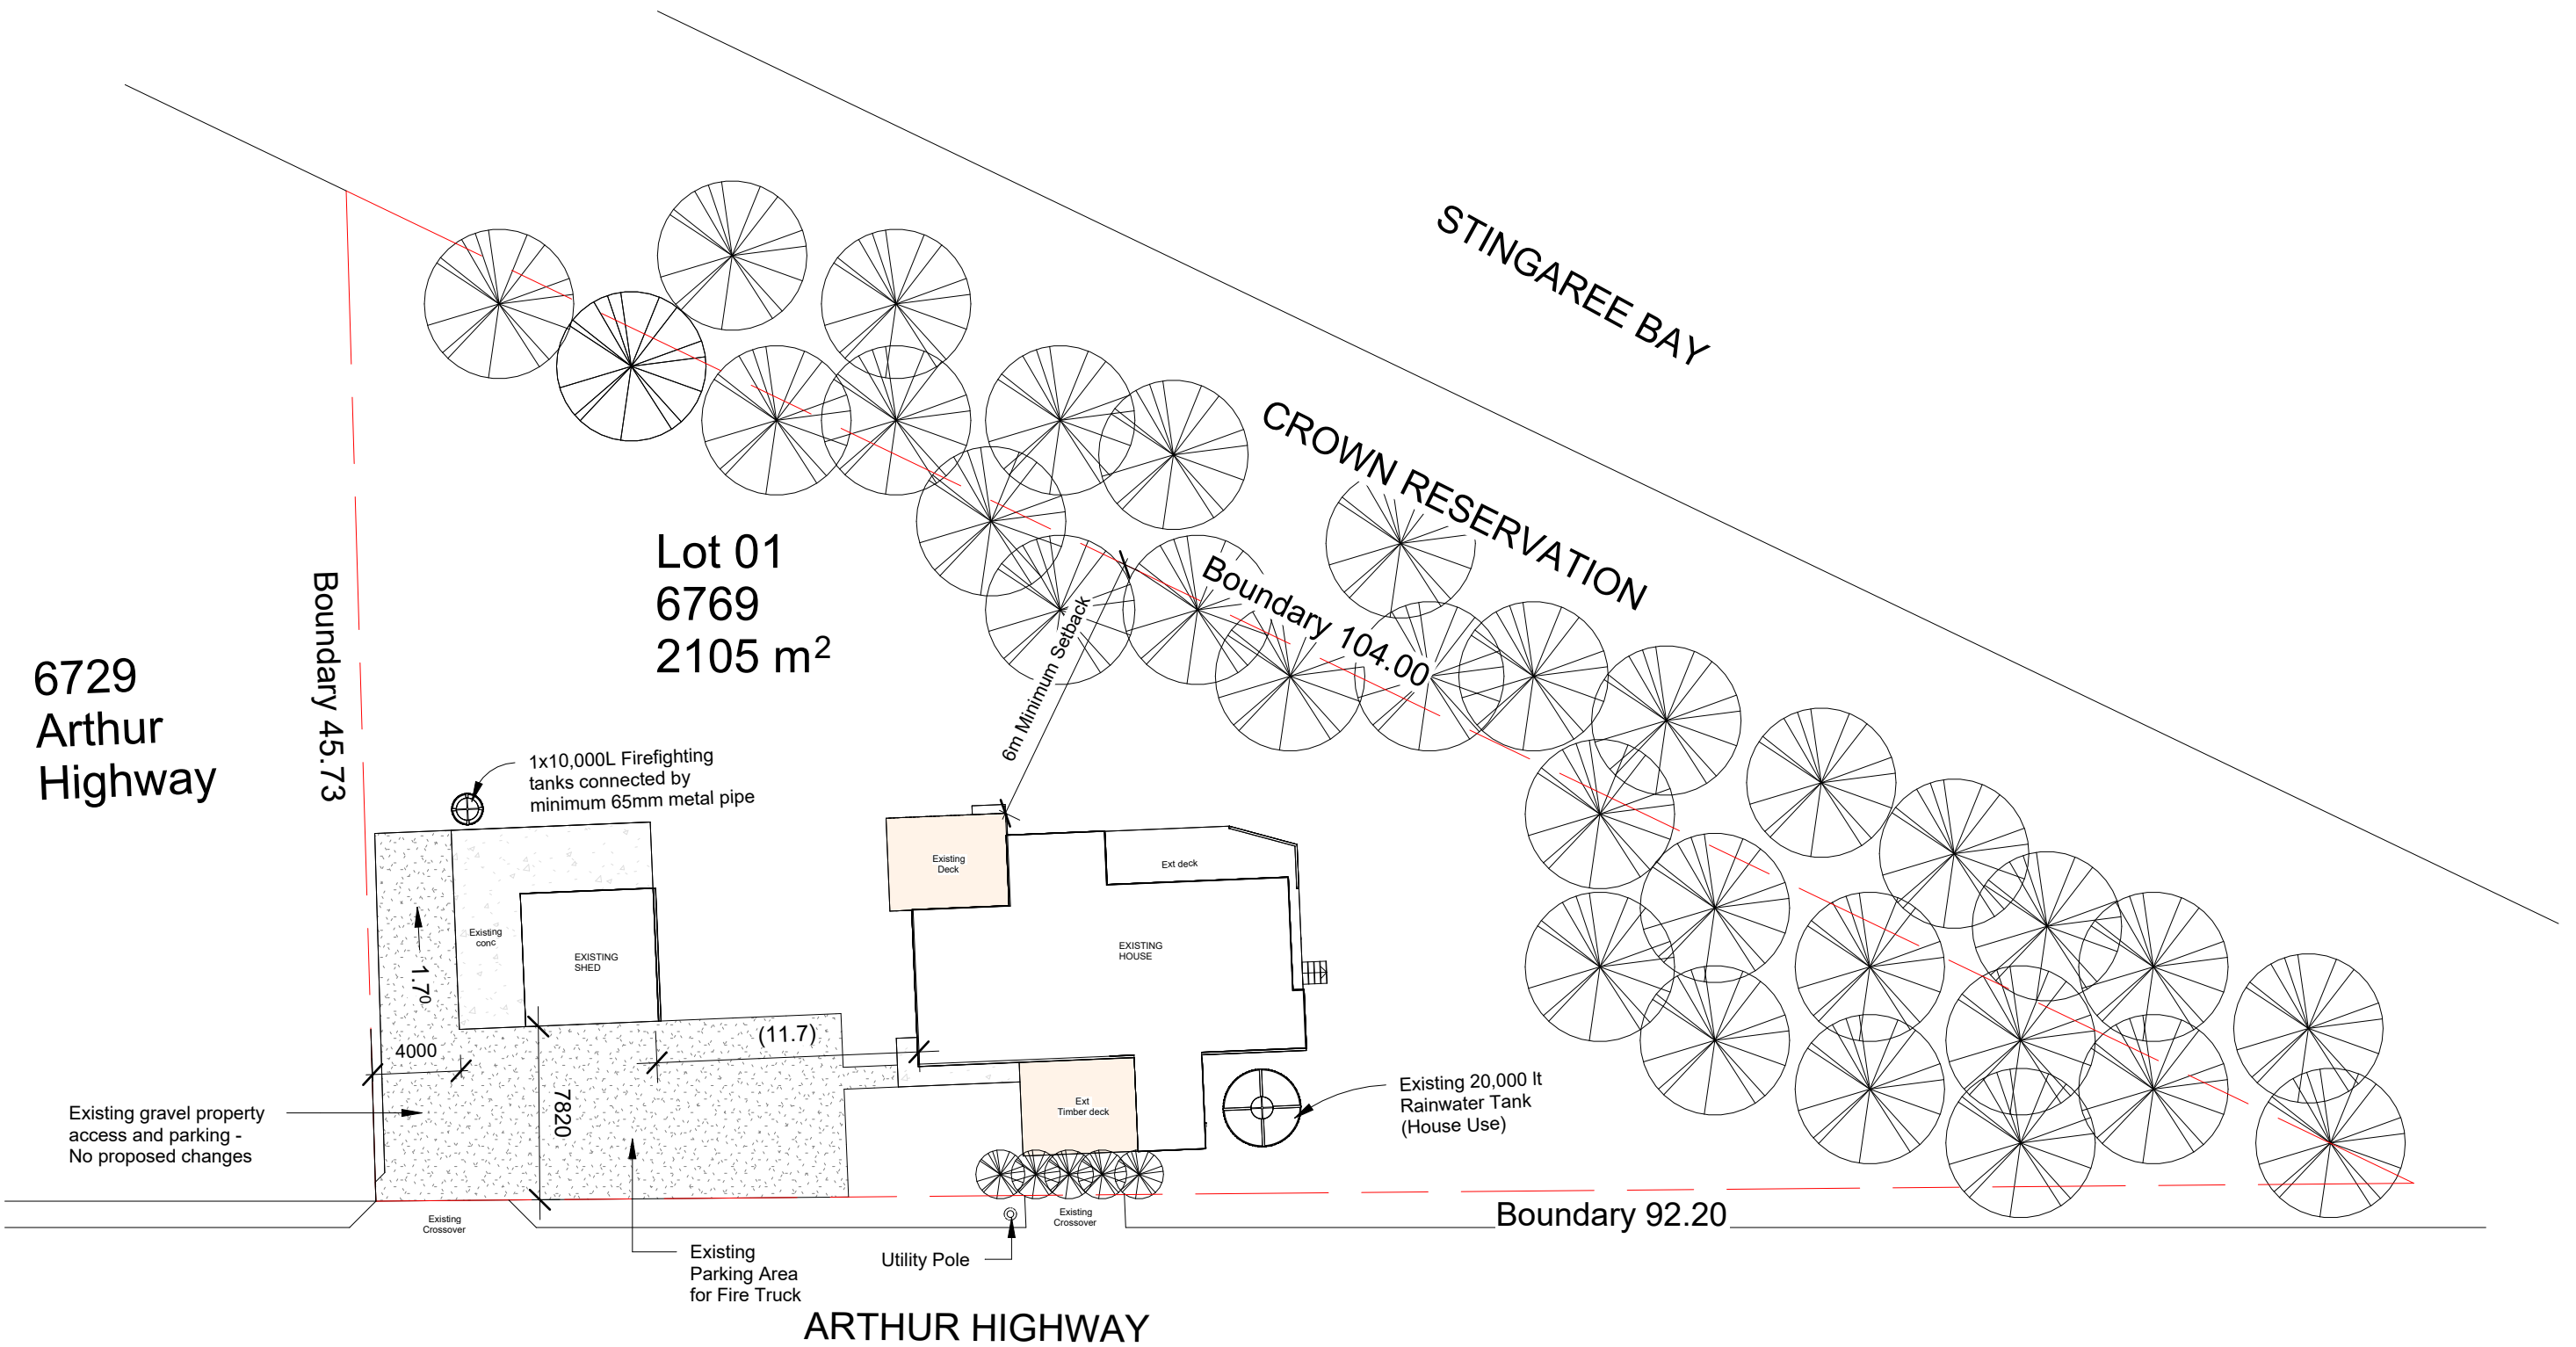 STINGAREE BAY
CROWN RESERVATION
Boundary 104.00
6m Minimum Setback
Lot 01
6769
2105 m²
Boundary 45.73
6729
Arthur
Highway
1x10,000L Firefighting
tanks connected by
minimum 65mm metal pipe
Existing
Deck
Ext deck
Existing
conc
EXISTING
SHED
EXISTING
HOUSE
1.7⁰
4000
(11.7)
7820
Ext
Timber deck
Existing 20,000 lt
Rainwater Tank
(House Use)
Existing gravel property
access and parking -
No proposed changes
Existing
Crossover
Existing
Crossover
Boundary 92.20
Utility Pole
Existing
Parking Area
for Fire Truck
ARTHUR HIGHWAY